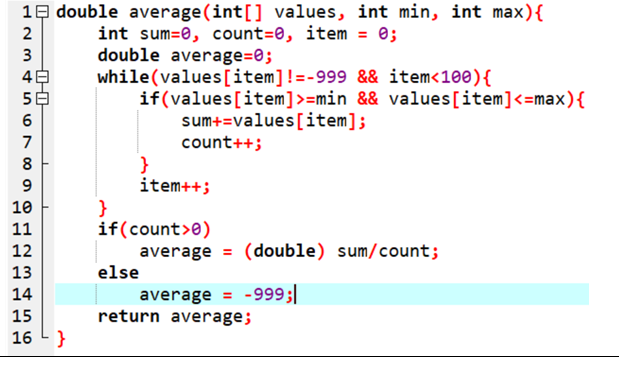 1 double average(int[] values, int min, int max){
2 int sum=0, count=0, item = 0;
3 double average=0;
4 while(values[item]!=-999 && item<100){
5 if(values[item]>=min && values[item]<=max){
6 sum+=values[item];
7 count++;
8 }
9 item++;
10 }
11 if(count>0)
12 average = (double) sum/count;
13 else
14 average = -999;
15 return average;
16 }